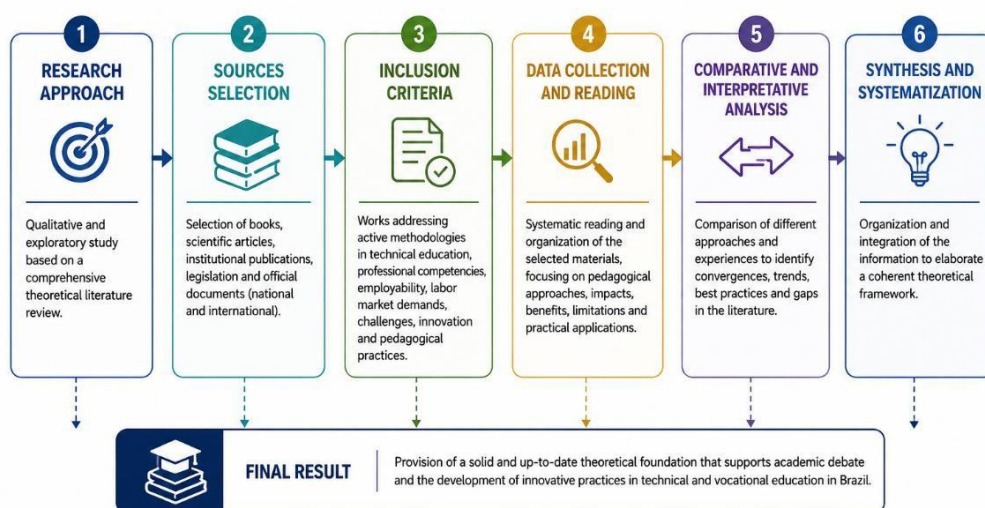 1
RESEARCH
APPROACH
Qualitative and
exploratory study
based on a
comprehensive
theoretical literature
review.
2
SOURCES
SELECTION
Selection of books,
scientific articles,
institutional publications,
legislation and official
documents (national
and international).
3
INCLUSION
CRITERIA
Works addressing
active methodologies
in technical education,
professional competencies,
employability, labor
market demands,
challenges, innovation
and pedagogical
practices.
4
DATA COLLECTION
AND READING
Systematic reading and
organization of the
selected materials,
focusing on pedagogical
approaches, impacts,
benefits, limitations and
practical applications.
5
COMPARATIVE AND
INTERPRETATIVE
ANALYSIS
Comparison of different
approaches and
experiences to identify
convergences, trends,
best practices and gaps
in the literature.
6
SYNTHESIS AND
SYSTEMATIZATION
Organization and
integration of the
information to elaborate
a coherent theoretical
framework.
FINAL RESULT
Provision of a solid and up-to-date theoretical foundation that supports academic debate
and the development of innovative practices in technical and vocational education in Brazil.